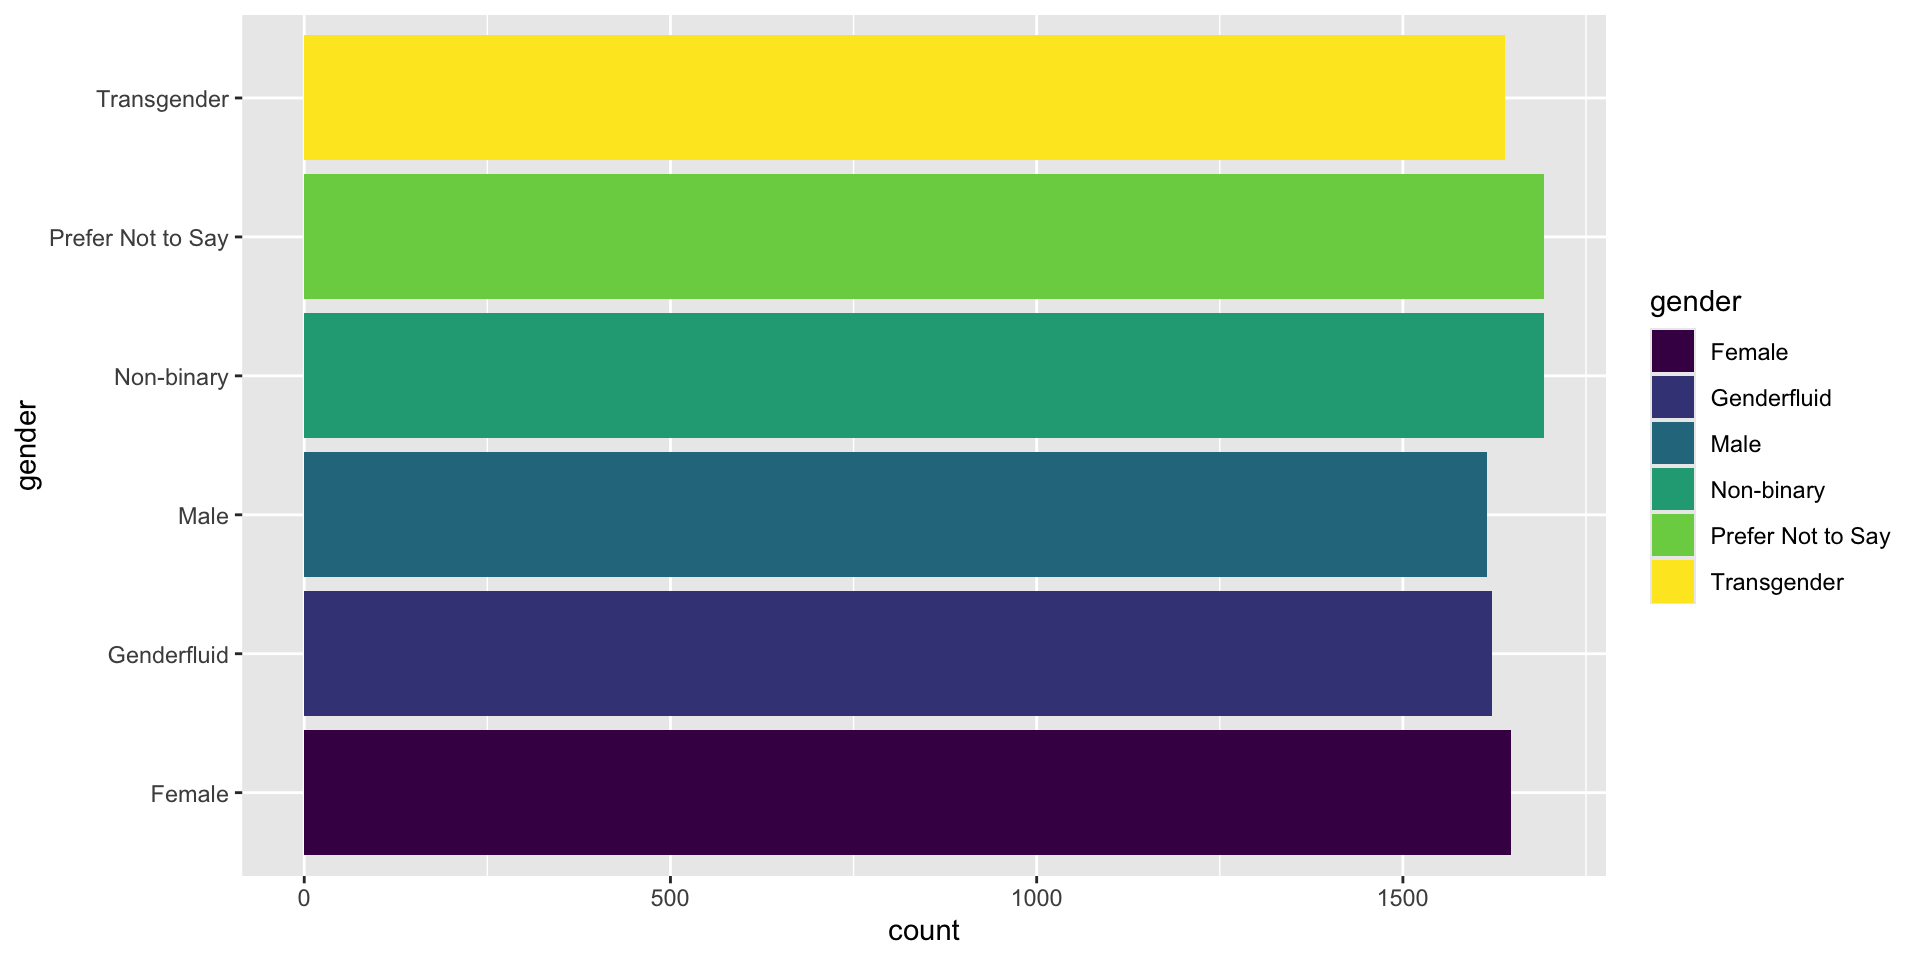 Transgender
Prefer Not to Say
Non-binary
Male
Genderfluid
Female
gender
0 500 1000 1500
count
gender
Female
Genderfluid
Male
Non-binary
Prefer Not to Say
Transgender